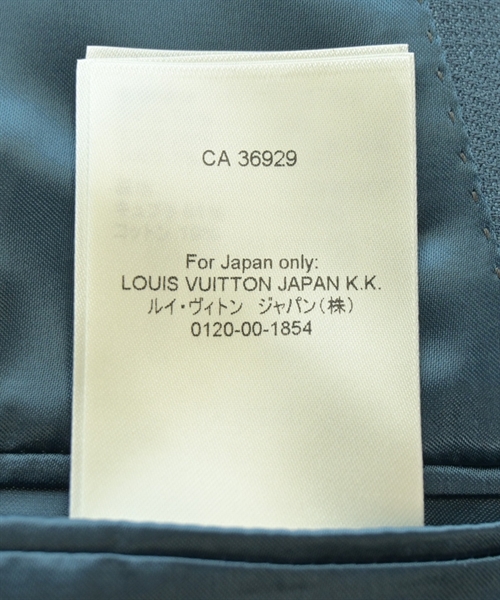 CA 36929
For Japan only:
LOUIS VUITTON JAPAN K.K.
ルイ・ヴィトン ジャパン(株)
0120-00-1854